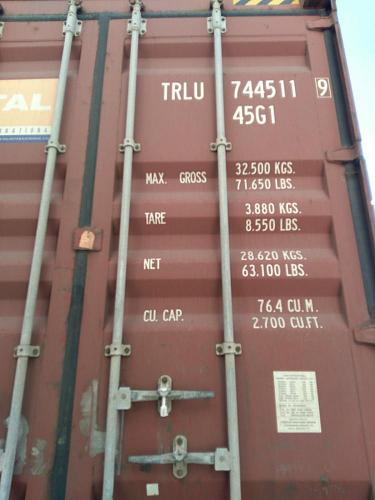 TRLU 744511 9
45G1
TAL
MAX. GROSS 32.500 KGS.
71.650 LBS.
TARE 3.880 KGS.
8.550 LBS.
NET 28.620 KGS.
63.100 LBS.
CU. CAP. 76.4 CU.M.
2.700 CU.FT.